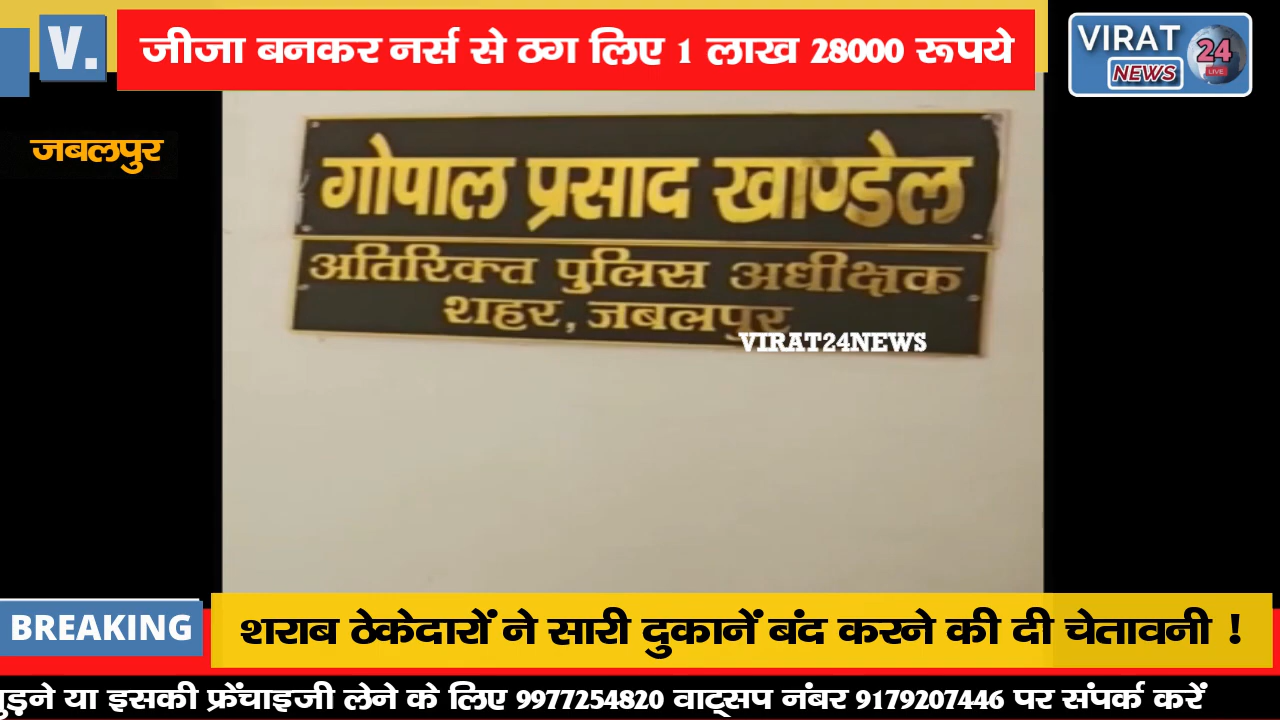 V.
जीजा बनकर नर्स से ठग लिए 1 लाख 28000 रूपये
VIRAT
24
NEWS
LIVE
जबलपुर
गोपाल प्रसाद खाण्डेल
अतिरिक्त पुलिस अधीक्षक
शहर, जबलपुर
VIRAT24NEWS
BREAKING
शराब ठेकेदारों ने सारी दुकानें बंद करने की दी चेतावनी !
या इसकी फ्रेंचाइजी लेने के लिए 9977254820 वाट्सप नंबर 9179207446 पर संपर्क करें